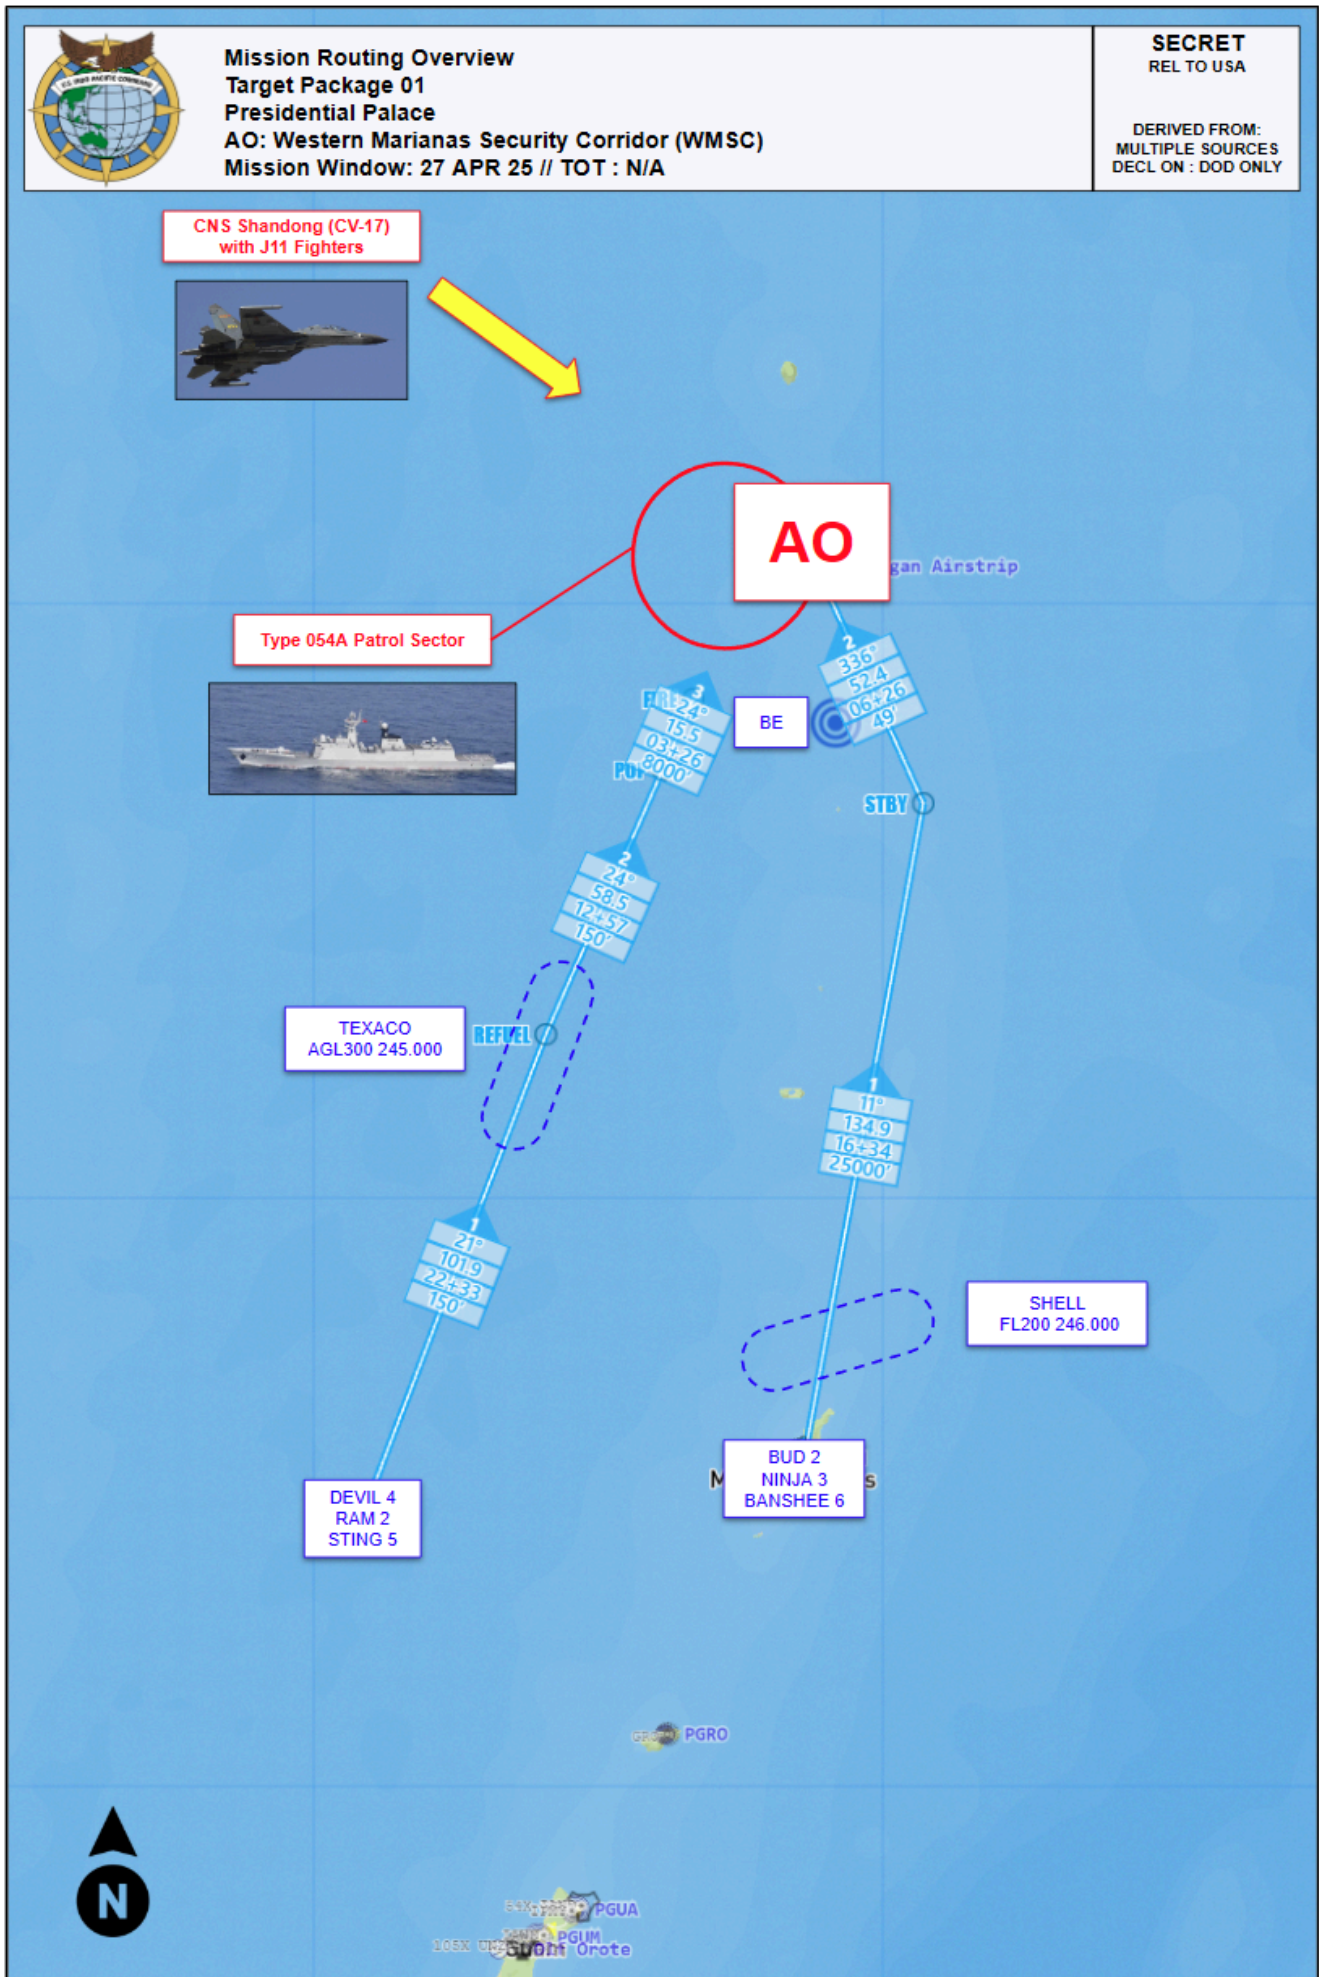 U.S. INDO PACIFIC COMMAND
Mission Routing Overview
Target Package 01
Presidential Palace
AO: Western Marianas Security Corridor (WMSC)
Mission Window: 27 APR 25 // TOT : N/A
SECRET
REL TO USA
DERIVED FROM:
MULTIPLE SOURCES
DECL ON : DOD ONLY
CNS Shandong (CV-17)
with J11 Fighters
AO
gan Airstrip
Type 054A Patrol Sector
2
336°
52.4
06+26
49'
3
24°
15.5
03+26
8000'
BE
STBY
2
24°
58.5
12+57
150'
TEXACO
AGL300 245.000
REFUEL
1
11°
134.9
16+34
25000'
1
21°
101.9
22+33
150'
SHELL
FL200 246.000
BUD 2
NINJA 3
BANSHEE 6
M
s
DEVIL 4
RAM 2
STING 5
PGRO
N
PGUA
PGUM
Orote